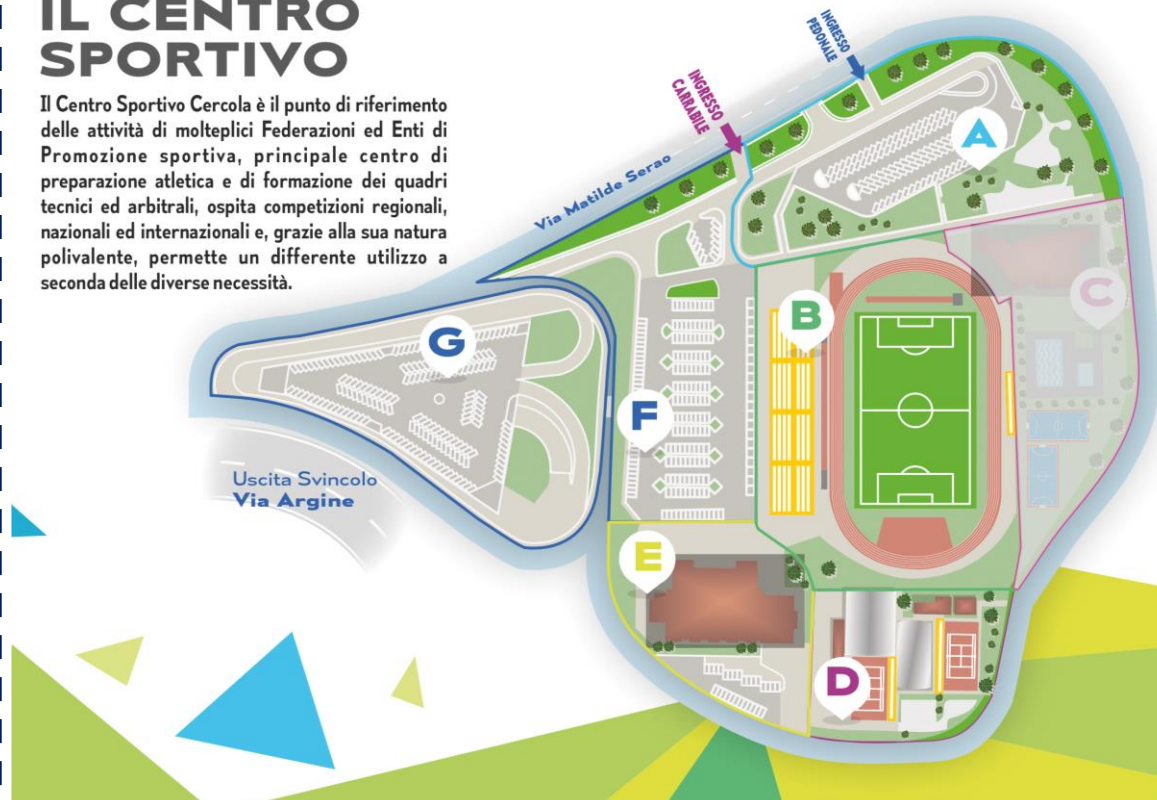 IL CENTRO
SPORTIVO
Il Centro Sportivo Cercola è il punto di riferimento
delle attività di molteplici Federazioni ed Enti di
Promozione sportiva, principale centro di
preparazione atletica e di formazione dei quadri
tecnici ed arbitrali, ospita competizioni regionali,
nazionali ed internazionali e, grazie alla sua natura
polivalente, permette un differente utilizzo a
seconda delle diverse necessità.
INGRESSO
PEDONALE
INGRESSO
CARRABILE
Via Matilde Serao
A
C
B
G
F
Uscita Svincolo
Via Argine
E
D